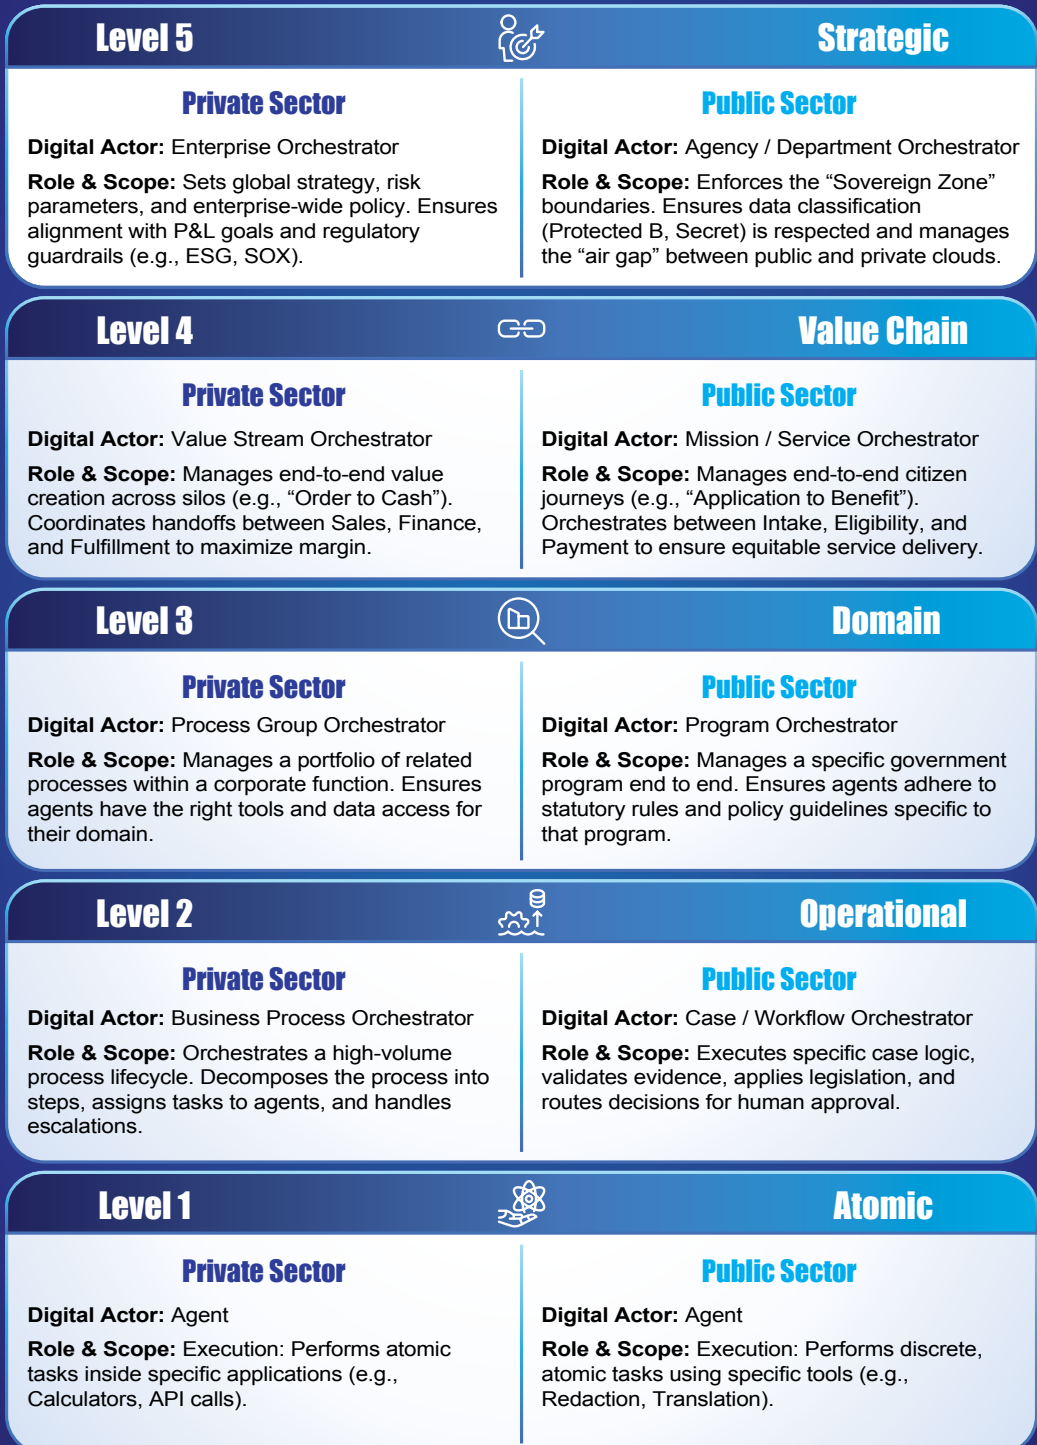 Level 5
Strategic
Private Sector
Digital Actor: Enterprise Orchestrator
Role & Scope: Sets global strategy, risk
parameters, and enterprise-wide policy. Ensures
alignment with P&L goals and regulatory
guardrails (e.g., ESG, SOX).
Public Sector
Digital Actor: Agency / Department Orchestrator
Role & Scope: Enforces the “Sovereign Zone”
boundaries. Ensures data classification
(Protected B, Secret) is respected and manages
the “air gap” between public and private clouds.
Level 4
Value Chain
Private Sector
Digital Actor: Value Stream Orchestrator
Role & Scope: Manages end-to-end value
creation across silos (e.g., “Order to Cash”).
Coordinates handoffs between Sales, Finance,
and Fulfillment to maximize margin.
Public Sector
Digital Actor: Mission / Service Orchestrator
Role & Scope: Manages end-to-end citizen
journeys (e.g., “Application to Benefit”).
Orchestrates between Intake, Eligibility, and
Payment to ensure equitable service delivery.
Level 3
Domain
Private Sector
Digital Actor: Process Group Orchestrator
Role & Scope: Manages a portfolio of related
processes within a corporate function. Ensures
agents have the right tools and data access for
their domain.
Public Sector
Digital Actor: Program Orchestrator
Role & Scope: Manages a specific government
program end to end. Ensures agents adhere to
statutory rules and policy guidelines specific to
that program.
Level 2
Operational
Private Sector
Digital Actor: Business Process Orchestrator
Role & Scope: Orchestrates a high-volume
process lifecycle. Decomposes the process into
steps, assigns tasks to agents, and handles
escalations.
Public Sector
Digital Actor: Case / Workflow Orchestrator
Role & Scope: Executes specific case logic,
validates evidence, applies legislation, and
routes decisions for human approval.
Level 1
Atomic
Private Sector
Digital Actor: Agent
Role & Scope: Execution: Performs atomic
tasks inside specific applications (e.g.,
Calculators, API calls).
Public Sector
Digital Actor: Agent
Role & Scope: Execution: Performs discrete,
atomic tasks using specific tools (e.g.,
Redaction, Translation).